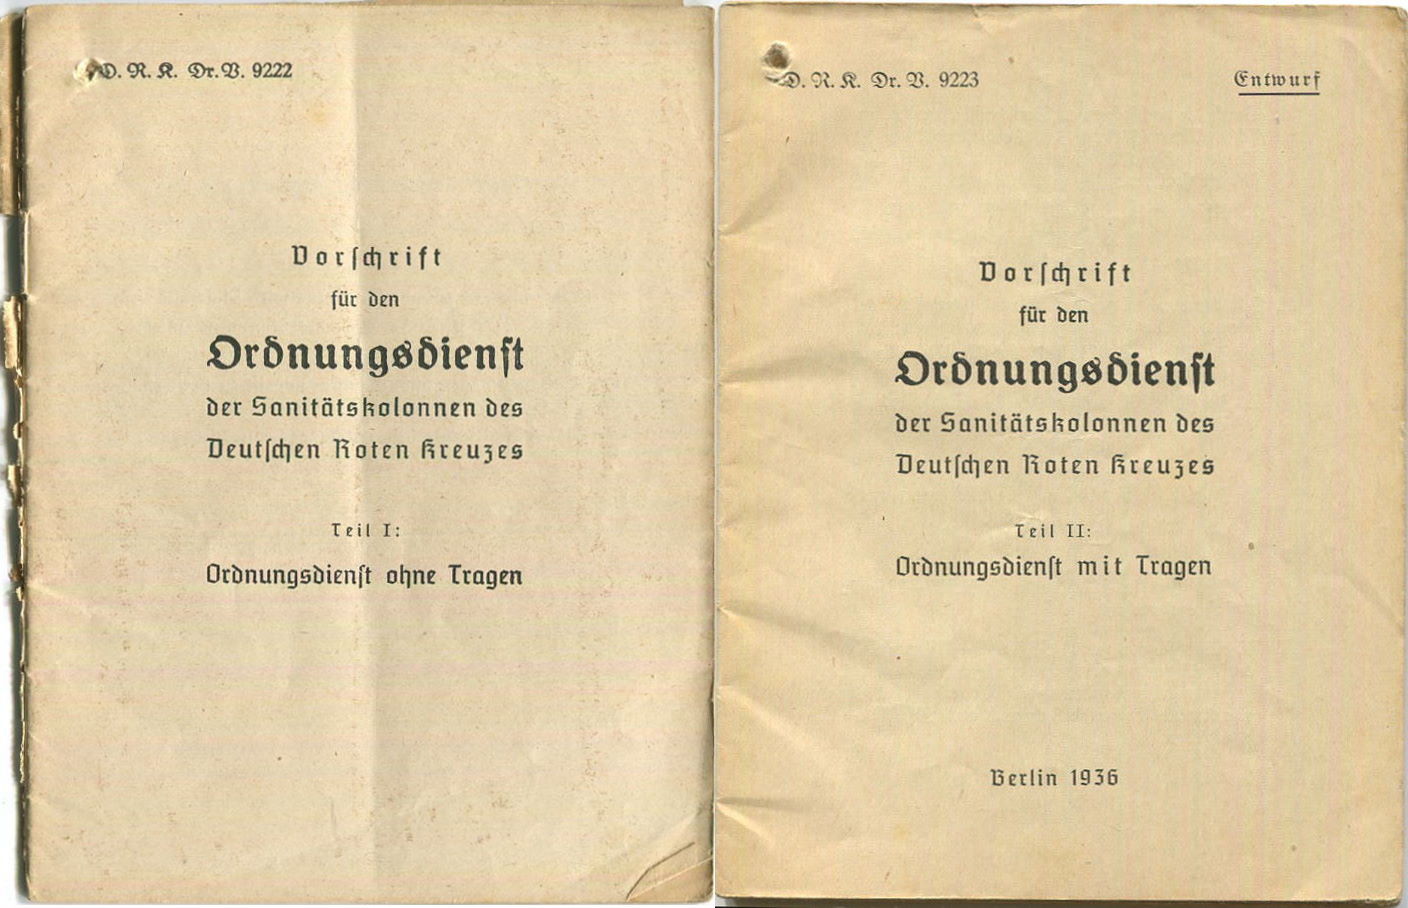 D. R. K. Dr. V. 9222
Vorschrift
für den
Ordnungsdienst
der Sanitätskolonnen des
Deutschen Roten Kreuzes
Teil I:
Ordnungsdienst ohne Tragen
D. R. K. Dr. V. 9223
Entwurf
Vorschrift
für den
Ordnungsdienst
der Sanitätskolonnen des
Deutschen Roten Kreuzes
Teil II:
Ordnungsdienst mit Tragen
Berlin 1936